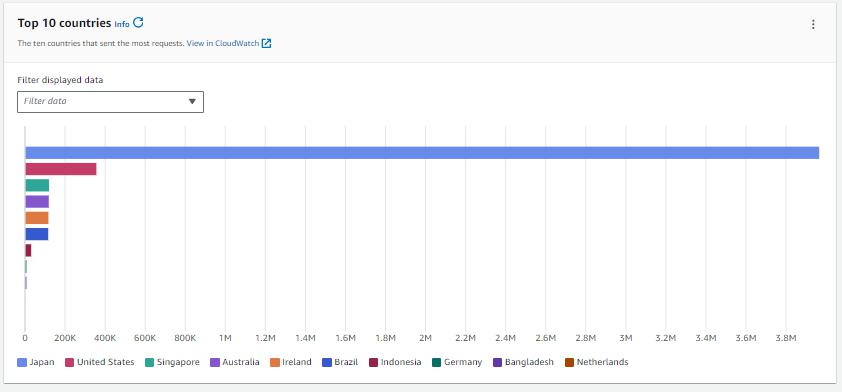 Top 10 countries Info
The ten countries that sent the most requests. View in CloudWatch
Filter displayed data
Filter data
0 200K 400K 600K 800K 1M 1.2M 1.4M 1.6M 1.8M 2M 2.2M 2.4M 2.6M 2.8M 3M 3.2M 3.4M 3.6M 3.8M
Japan United States Singapore Australia Ireland Brazil Indonesia Germany Bangladesh Netherlands